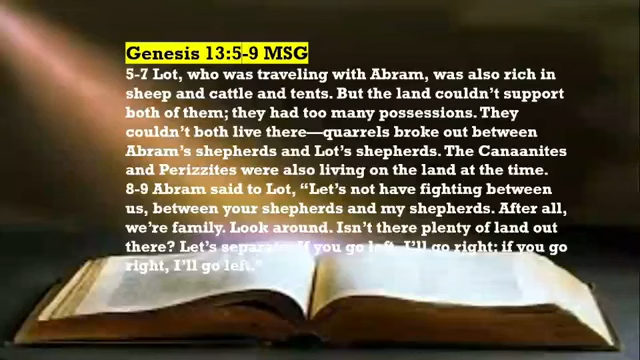 Genesis 13:5-9 MSG
5-7 Lot, who was traveling with Abram, was also rich in
sheep and cattle and tents. But the land couldn’t support
both of them; they had too many possessions. They
couldn’t both live there—quarrels broke out between
Abram’s shepherds and Lot’s shepherds. The Canaanites
and Perizzites were also living on the land at the time.
8-9 Abram said to Lot, “Let’s not have fighting between
us, between your shepherds and my shepherds. After all,
we’re family. Look around. Isn’t there plenty of land out
there? Let’s separate. If you go left, I’ll go right; if you go
right, I’ll go left.”